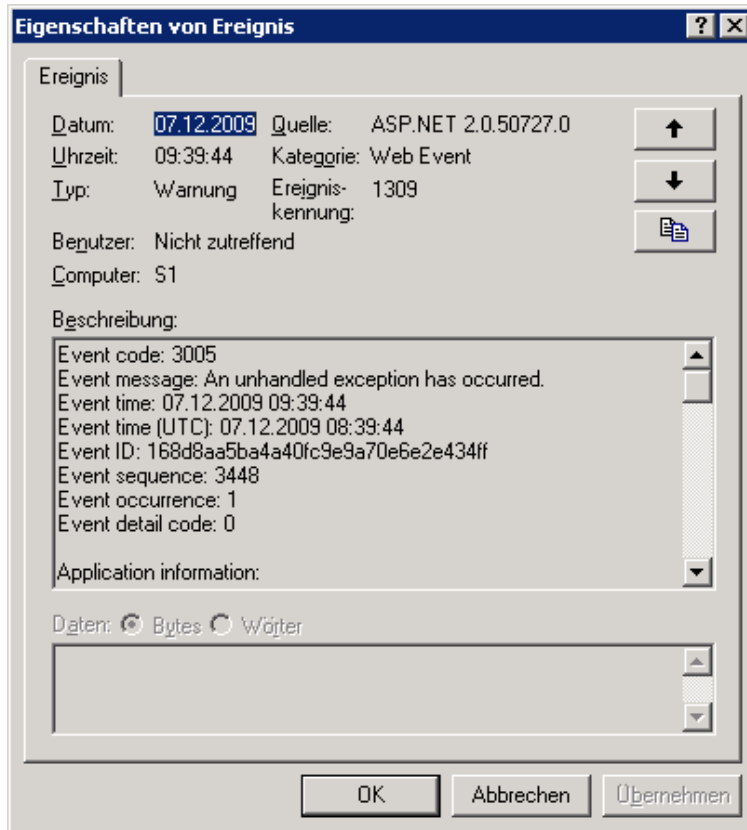 Eigenschaften von Ereignis
Ereignis
Datum: 07.12.2009 Quelle: ASP.NET 2.0.50727.0
Uhrzeit: 09:39:44 Kategorie: Web Event
Typ: Warnung Ereignis- 1309
kennung:
Benutzer: Nicht zutreffend
Computer: S1
Beschreibung:
Event code: 3005
Event message: An unhandled exception has occurred.
Event time: 07.12.2009 09:39:44
Event time (UTC): 07.12.2009 08:39:44
Event ID: 168d8aa5ba4a40fc9e9a70e6e2e434ff
Event sequence: 3448
Event occurrence: 1
Event detail code: 0
Application information:
Daten: Bytes Wörter
OK Abbrechen Übernehmen